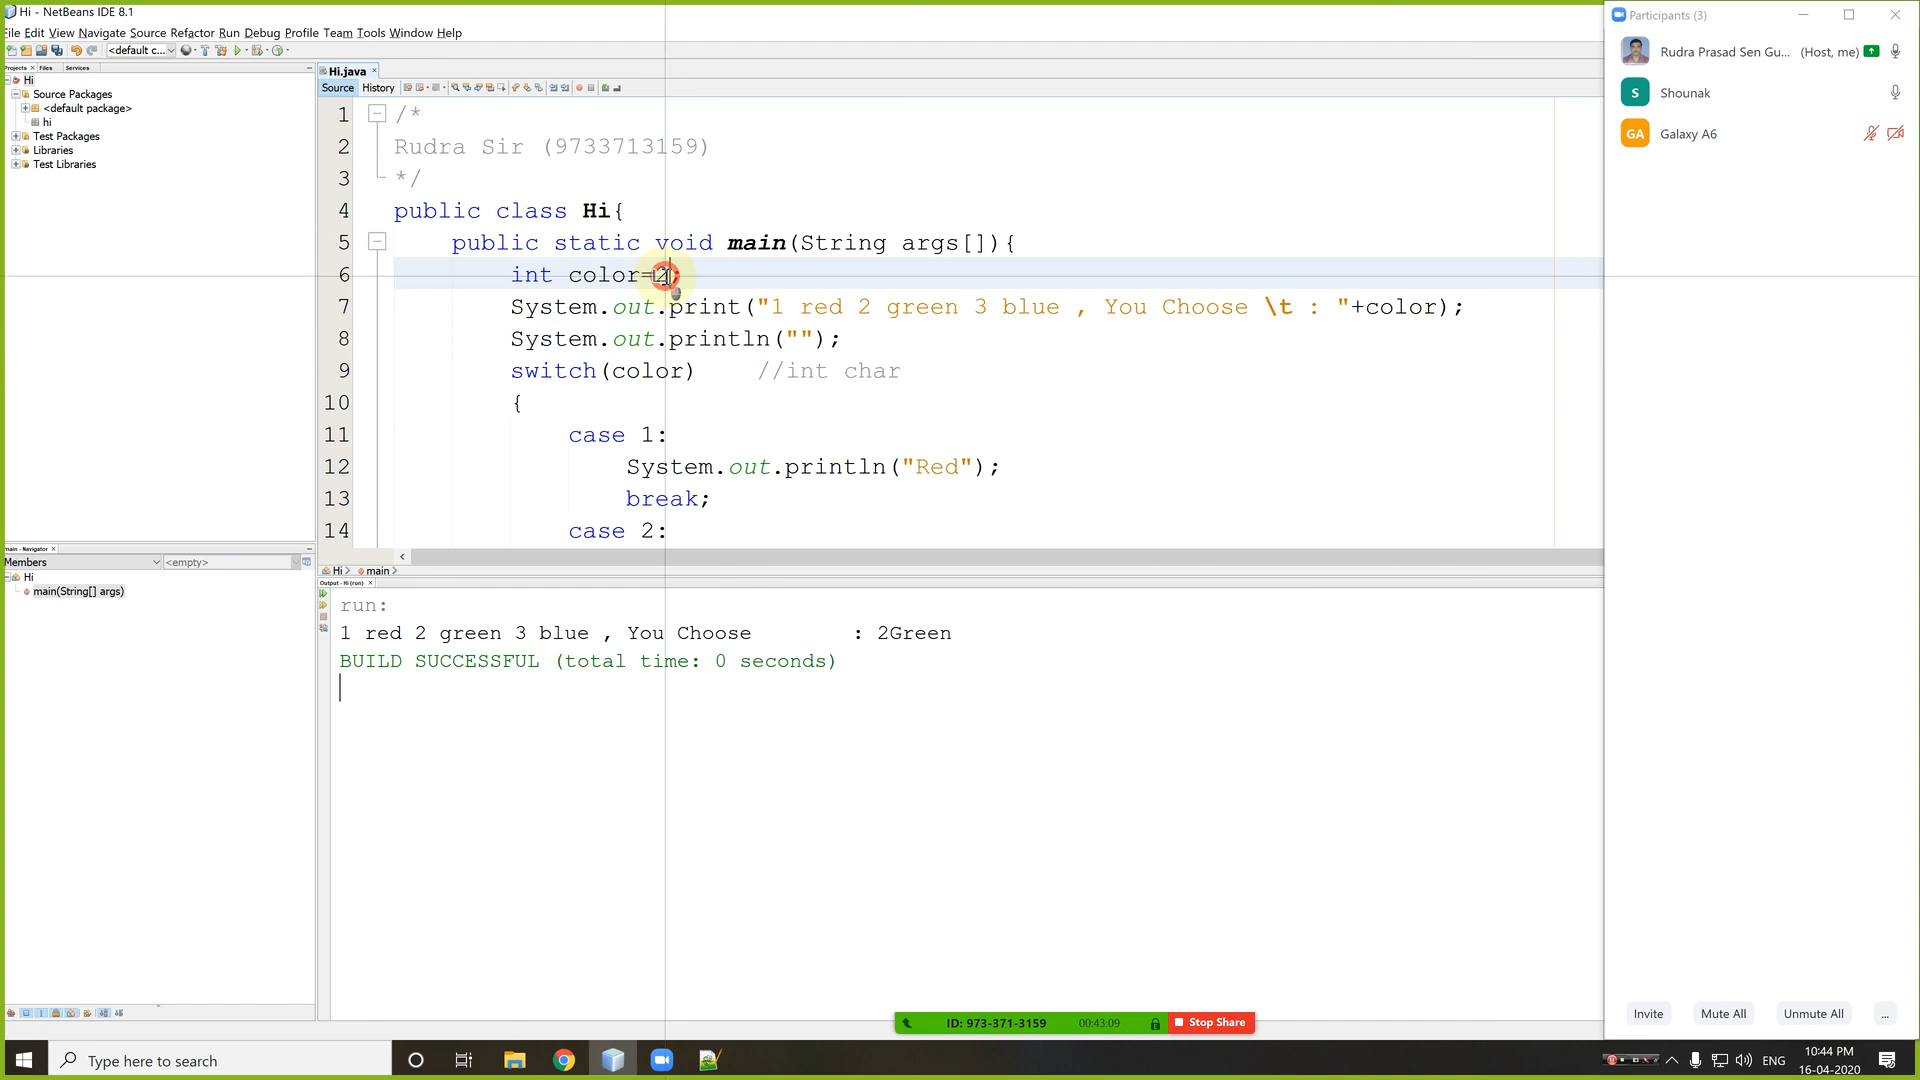 Hi - NetBeans IDE 8.1
File Edit View Navigate Source Refactor Run Debug Profile Team Tools Window Help
<default c...
Projects Files Services
Hi
Source Packages
<default package>
hi
Test Packages
Libraries
Test Libraries
main - Navigator
Members
<empty>
Hi
main(String[] args)
Hi.java
Source History
1 /*
2 Rudra Sir (9733713159)
3 */
4 public class Hi{
5 public static void main(String args[]){
6 int color=2;
7 System.out.print("1 red 2 green 3 blue , You Choose \t : "+color);
8 System.out.println("");
9 switch(color) //int char
10 {
11 case 1:
12 System.out.println("Red");
13 break;
14 case 2:
Hi > main >
Output - Hi (run)
run:
1 red 2 green 3 blue , You Choose : 2Green
BUILD SUCCESSFUL (total time: 0 seconds)
Participants (3)
Rudra Prasad Sen Gu... (Host, me)
S Shounak
GA Galaxy A6
Invite Mute All Unmute All ...
ID: 973-371-3159 00:43:09 Stop Share
Type here to search
ENG
10:44 PM
16-04-2020